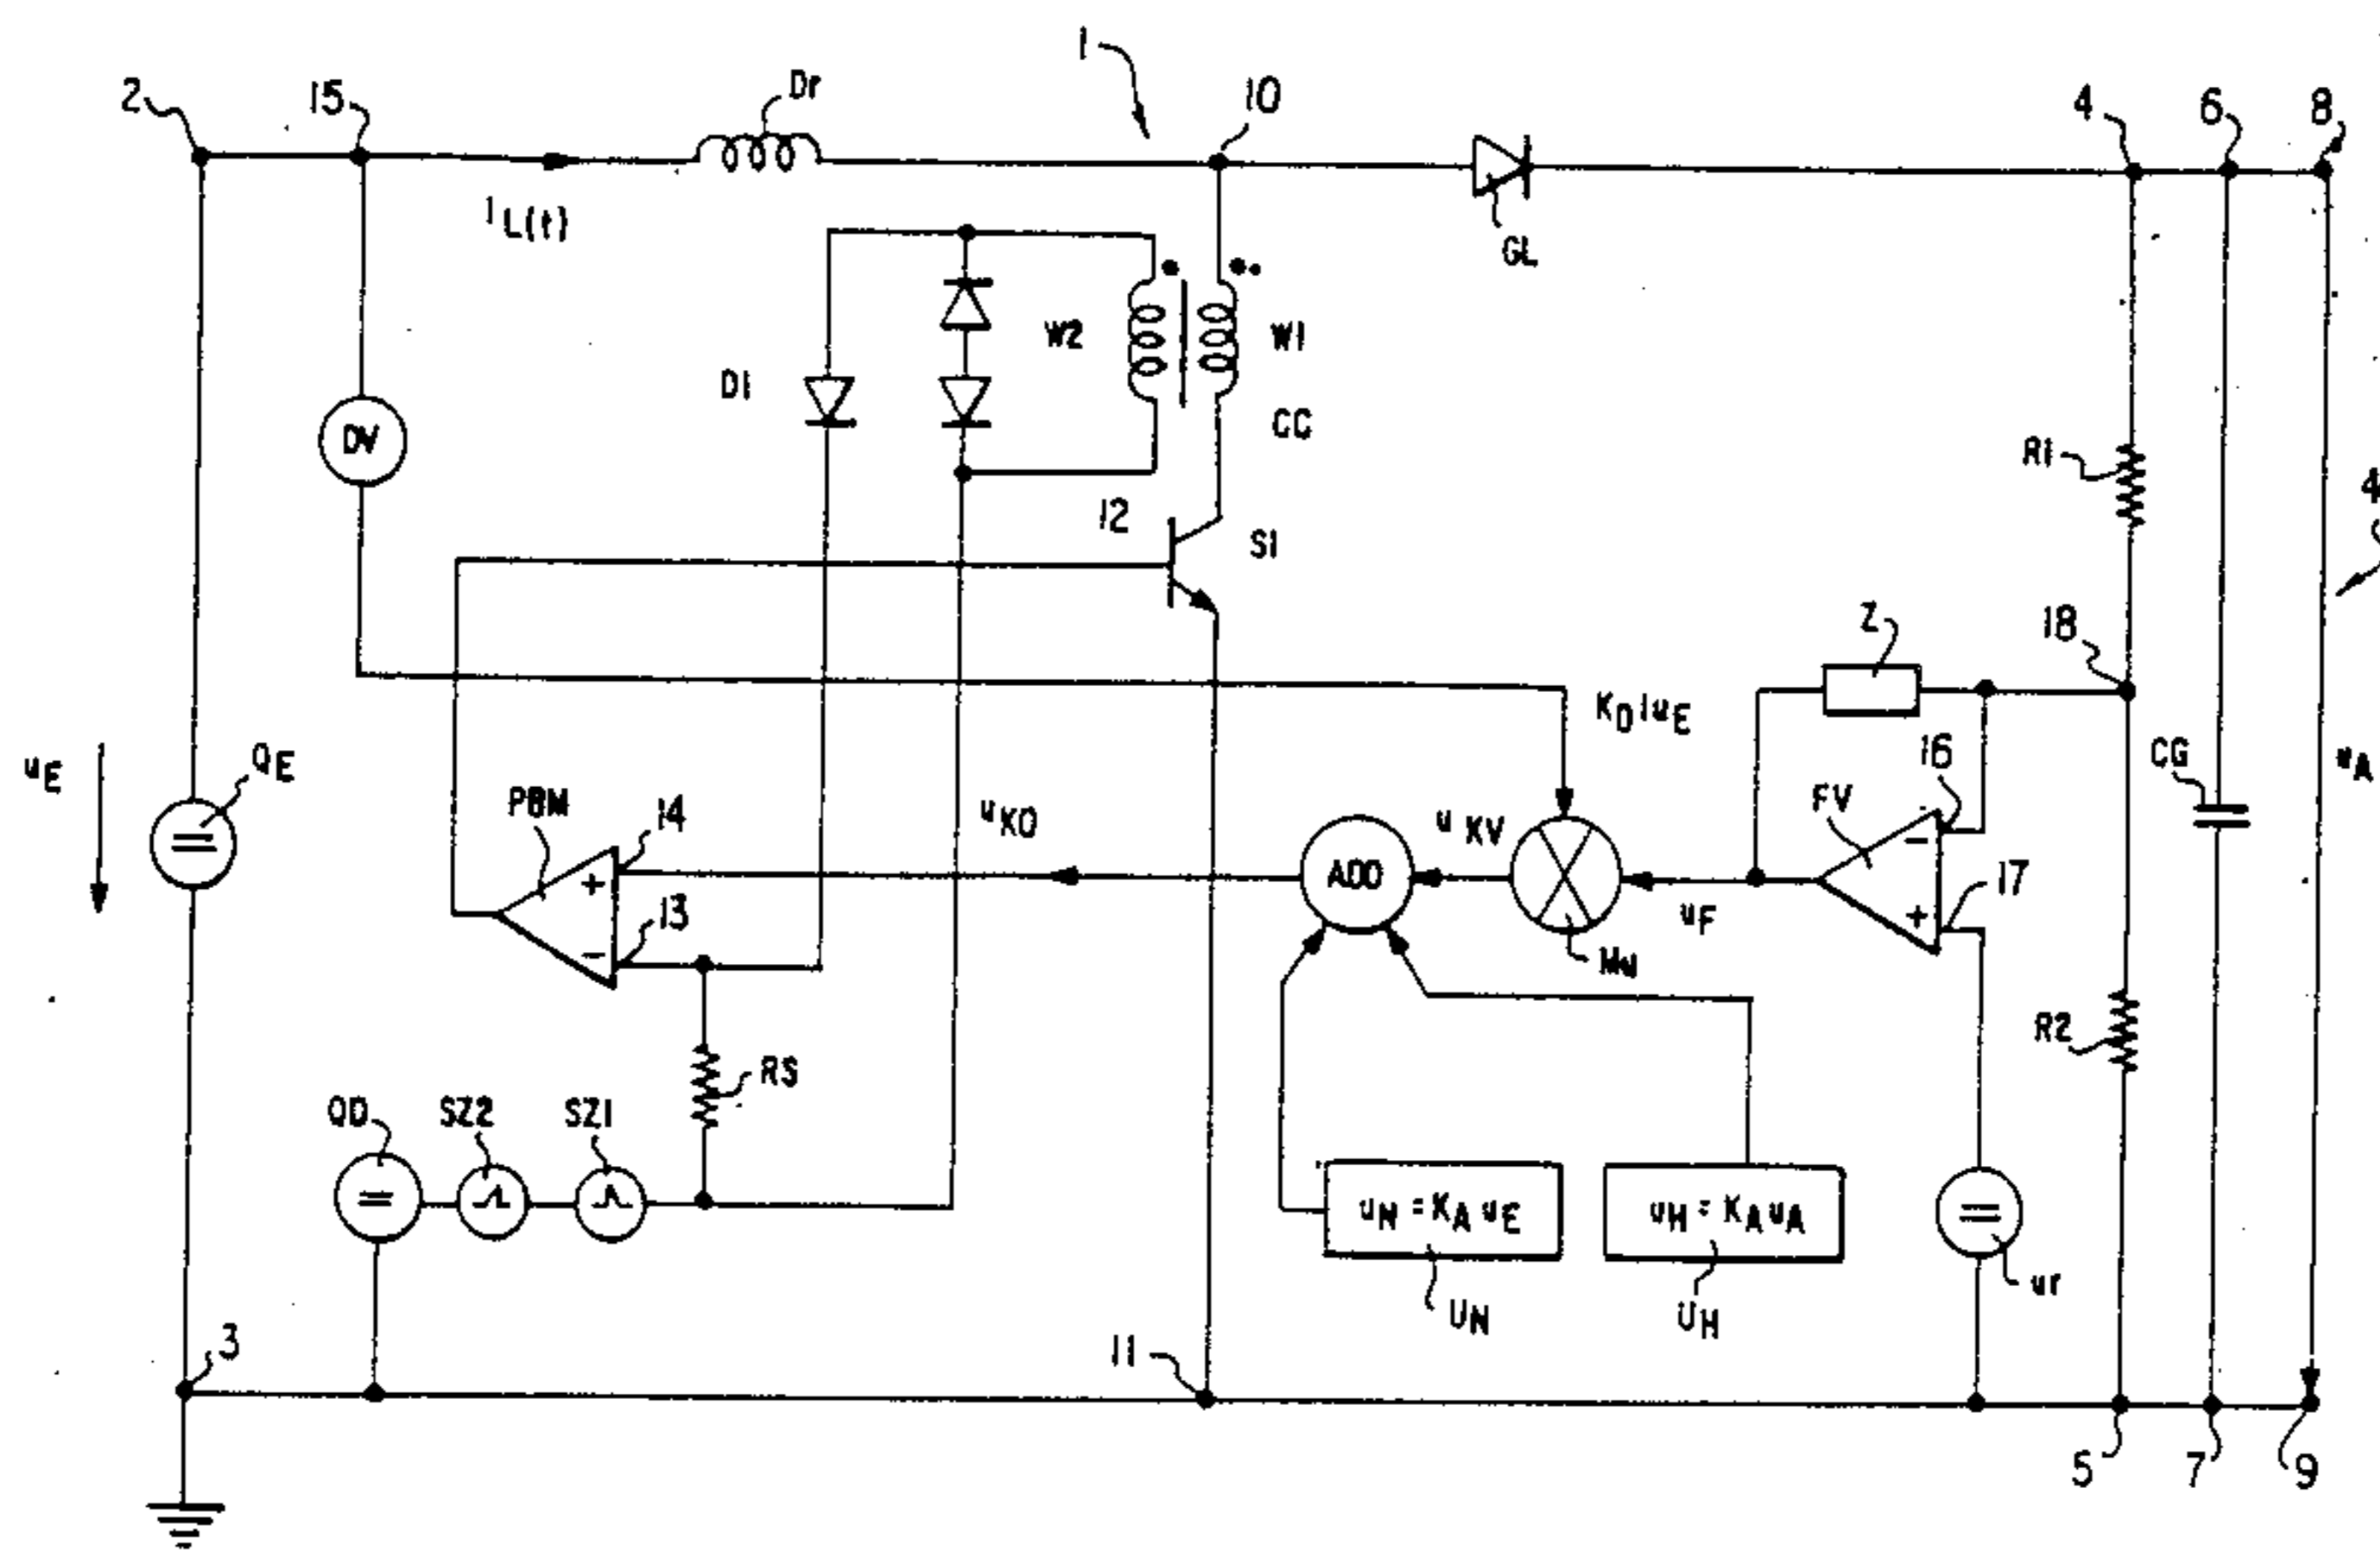 1
2
15
Dr
10
4
6
8
iL(t)
GL
W2
W1
D1
CC
DV
R1
4
12
S1
Z
18
KD|uE
uE
QE
PBM
14
uKO
ADD
uKV
uF
FV
16
CG
uA
13
17
MW
R2
RS
QD
SZ2
SZ1
uN = KA uE
uH = KA uA
UN
UH
ur
3
11
5
7
9
+
−
−
+